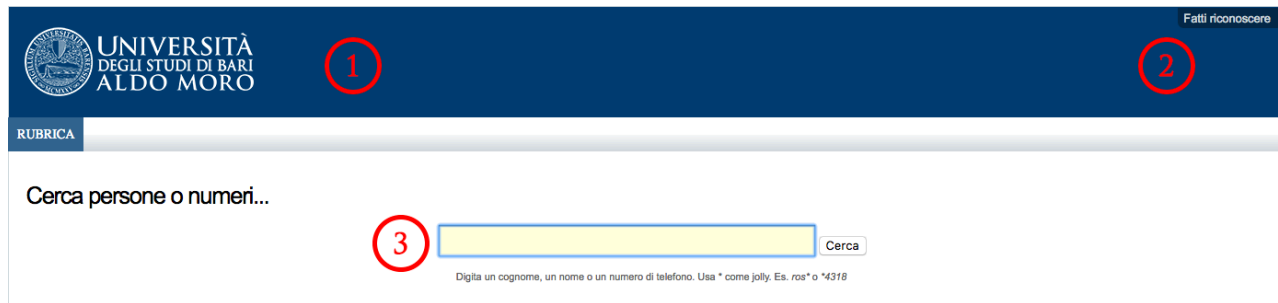 Fatti riconoscere
UNIVERSITÀ
DEGLI STUDI DI BARI
ALDO MORO
1
2
RUBRICA
Cerca persone o numeri...
3
Cerca
Digita un cognome, un nome o un numero di telefono. Usa * come jolly. Es. ros* o *4318